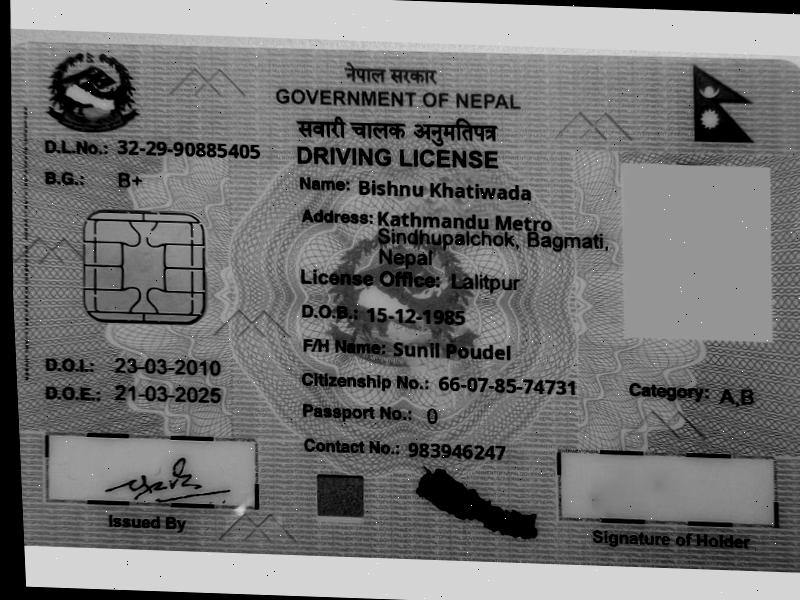 नेपाल सरकार
GOVERNMENT OF NEPAL
सवारी चालक अनुमतिपत्र
DRIVING LICENSE
D.L.No.: 32-29-90885405
B.G.: B+
Name: Bishnu Khatiwada
Address: Kathmandu Metro
Sindhupalchok, Bagmati,
Nepal
License Office: Lalitpur
D.O.B.: 15-12-1985
F/H Name: Sunil Poudel
D.O.I.: 23-03-2010
D.O.E.: 21-03-2025
Citizenship No.: 66-07-85-74731
Category: A,B
Passport No.: 0
Contact No.: 983946247
Issued By
Signature of Holder